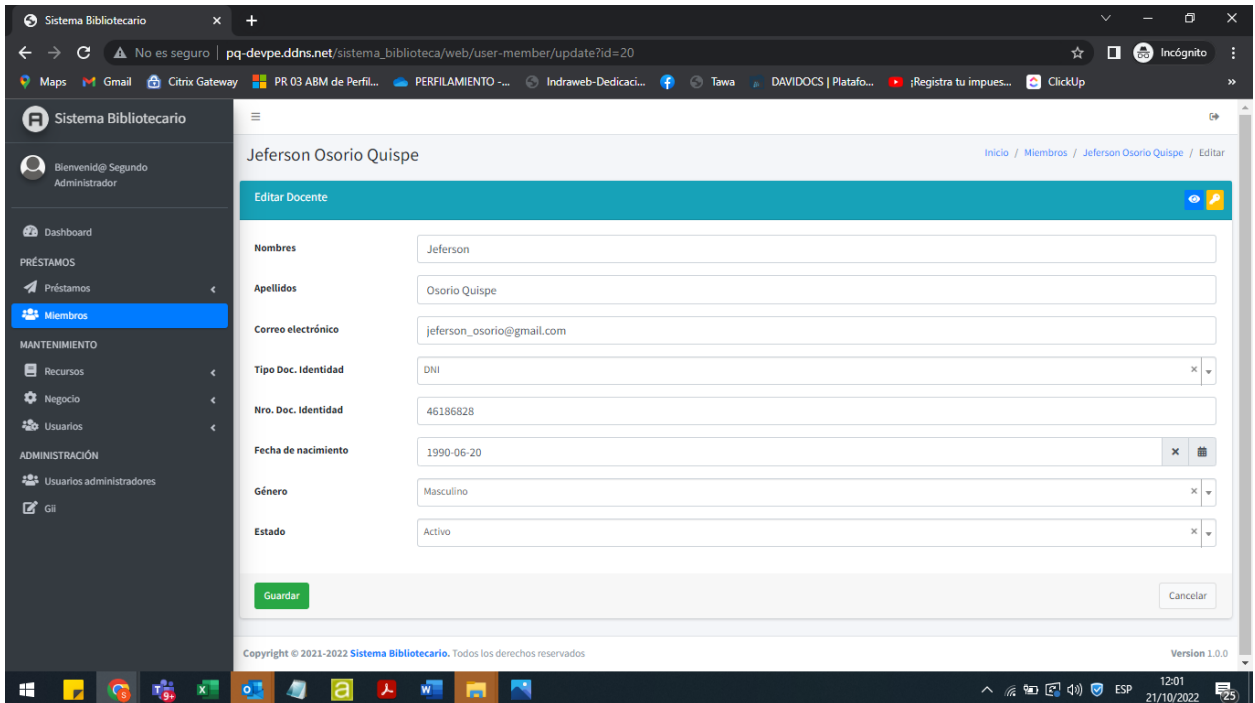 Sistema Bibliotecario
No es seguro pq-devpe.ddns.net/sistema_biblioteca/web/user-member/update?id=20 Incógnito
Maps Gmail Citrix Gateway PR 03 ABM de Perfil... PERFILAMIENTO -... Indraweb-Dedicaci... Tawa DAVIDOCS | Platafo... ¡Registra tu impues... ClickUp »
Sistema Bibliotecario
Bienvenid@ Segundo
Administrador
Dashboard
PRÉSTAMOS
Préstamos
Miembros
MANTENIMIENTO
Recursos
Negocio
Usuarios
ADMINISTRACIÓN
Usuarios administradores
Gii
Jeferson Osorio Quispe
Inicio / Miembros / Jeferson Osorio Quispe / Editar
Editar Docente
Nombres Jeferson
Apellidos Osorio Quispe
Correo electrónico jeferson_osorio@gmail.com
Tipo Doc. Identidad DNI
Nro. Doc. Identidad 46186828
Fecha de nacimiento 1990-06-20
Género Masculino
Estado Activo
Guardar Cancelar
Copyright © 2021-2022 Sistema Bibliotecario. Todos los derechos reservados Version 1.0.0
9+
ESP
12:01
21/10/2022
25